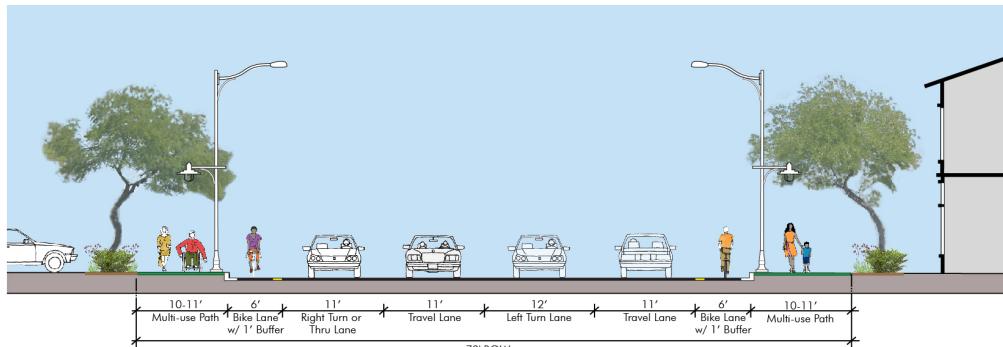 10-11' 6' 11' 11' 12' 11' 6' 10-11'
Multi-use Path Bike Lane Right Turn or Travel Lane Left Turn Lane Travel Lane Bike Lane Multi-use Path
w/ 1' Buffer Thru Lane w/ 1' Buffer